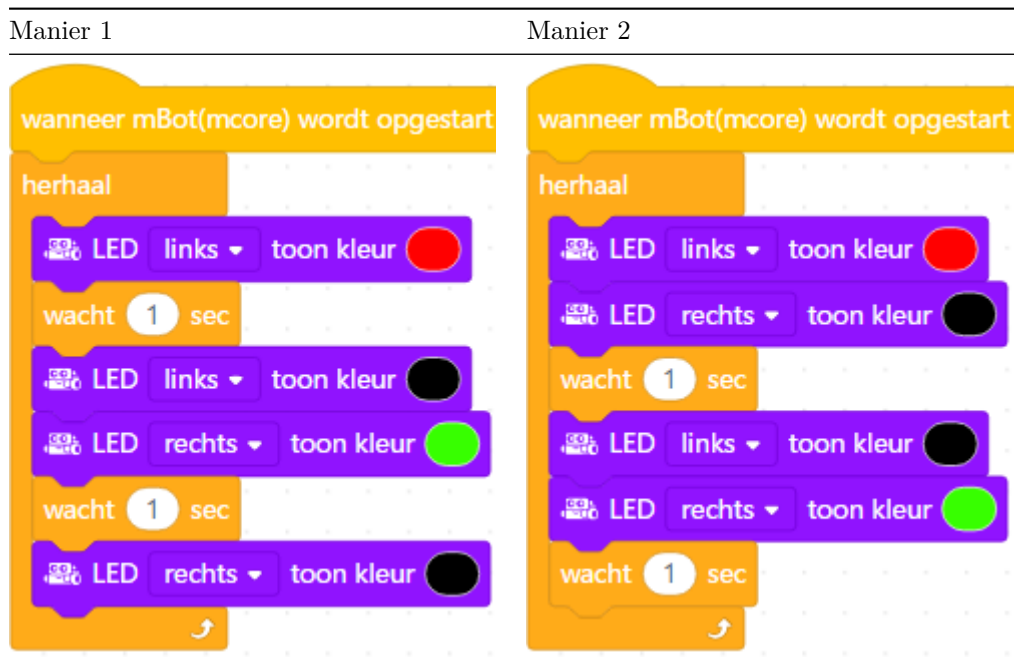 Manier 1
wanneer mBot(mcore) wordt opgestart
herhaal
LED links toon kleur
wacht 1 sec
LED links toon kleur
LED rechts toon kleur
wacht 1 sec
LED rechts toon kleur
Manier 2
wanneer mBot(mcore) wordt opgestart
herhaal
LED links toon kleur
LED rechts toon kleur
wacht 1 sec
LED links toon kleur
LED rechts toon kleur
wacht 1 sec